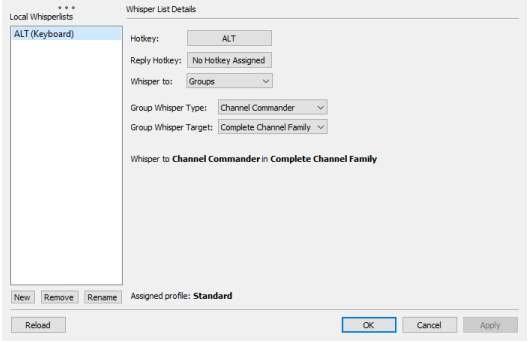 Local Whisperlists
Whisper List Details
ALT (Keyboard)
Hotkey: ALT
Reply Hotkey: No Hotkey Assigned
Whisper to: Groups
Group Whisper Type: Channel Commander
Group Whisper Target: Complete Channel Family
Whisper to Channel Commander in Complete Channel Family
New Remove Rename
Assigned profile: Standard
Reload OK Cancel Apply